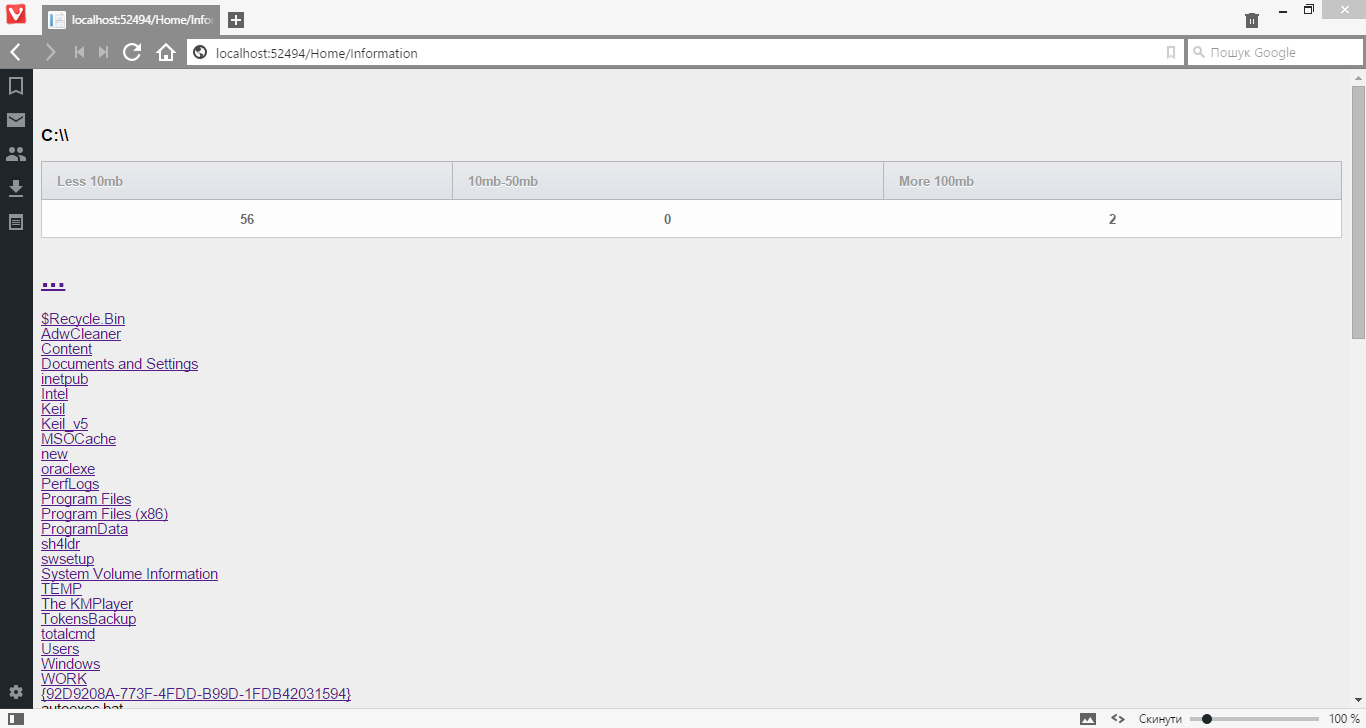 localhost:52494/Home/Info
localhost:52494/Home/Information
Пошук Google
C:\\
Less 10mb 10mb-50mb More 100mb
56 0 2
...
$Recycle.Bin
AdwCleaner
Content
Documents and Settings
inetpub
Intel
Keil
Keil_v5
MSOCache
new
oraclexe
PerfLogs
Program Files
Program Files (x86)
ProgramData
sh4ldr
swsetup
System Volume Information
TEMP
The KMPlayer
TokensBackup
totalcmd
Users
Windows
WORK
{92D9208A-773F-4FDD-B99D-1FDB42031594}
autoexec.bat
Скинути 100 %